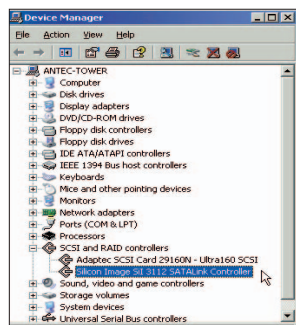 Device Manager
File Action View Help
ANTEC-TOWER
Computer
Disk drives
Display adapters
DVD/CD-ROM drives
Floppy disk controllers
Floppy disk drives
IDE ATA/ATAPI controllers
IEEE 1394 Bus host controllers
Keyboards
Mice and other pointing devices
Monitors
Network adapters
Ports (COM & LPT)
Processors
SCSI and RAID controllers
Adaptec SCSI Card 29160N - Ultra160 SCSI
Silicon Image SiI 3112 SATALink Controller
Sound, video and game controllers
Storage volumes
System devices
Universal Serial Bus controllers